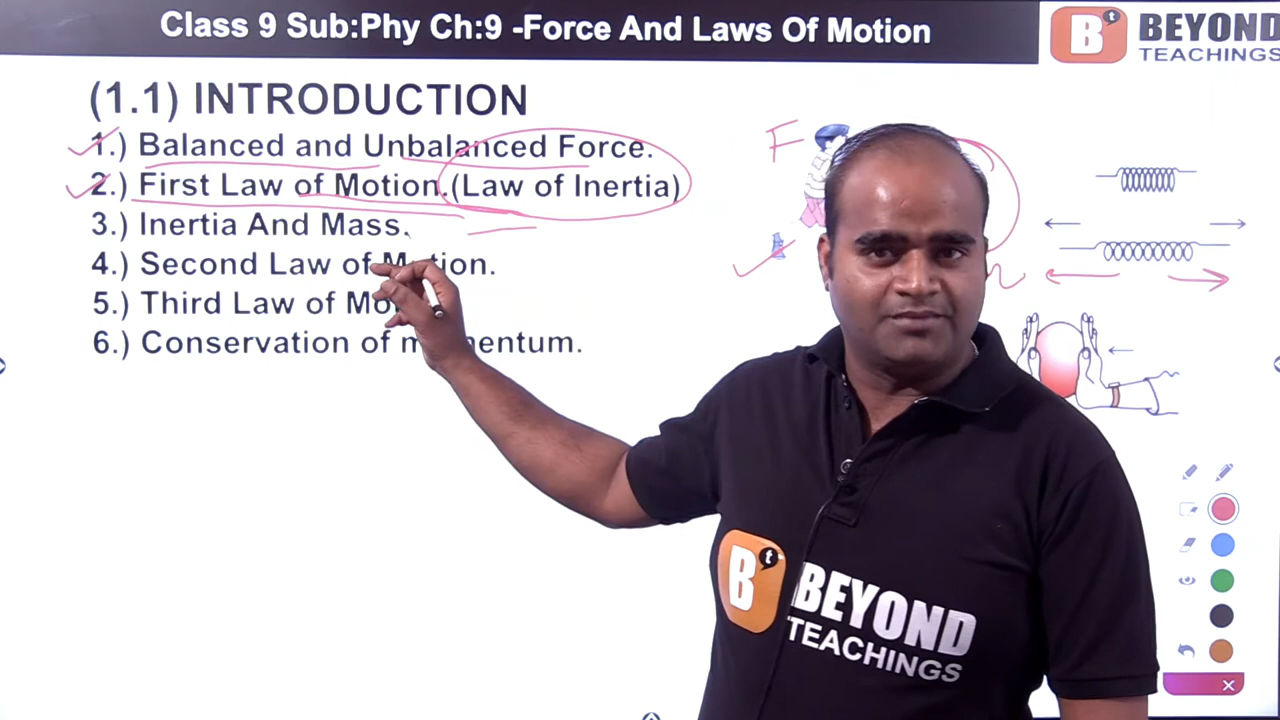 Class 9 Sub:Phy Ch:9 -Force And Laws Of Motion
B t BEYOND
TEACHINGS
(1.1) INTRODUCTION
1.) Balanced and Unbalanced Force.
2.) First Law of Motion.(Law of Inertia)
3.) Inertia And Mass.
4.) Second Law of Motion.
5.) Third Law of
6.) Conservation of momentum.
F
B t BEYOND
TEACHINGS